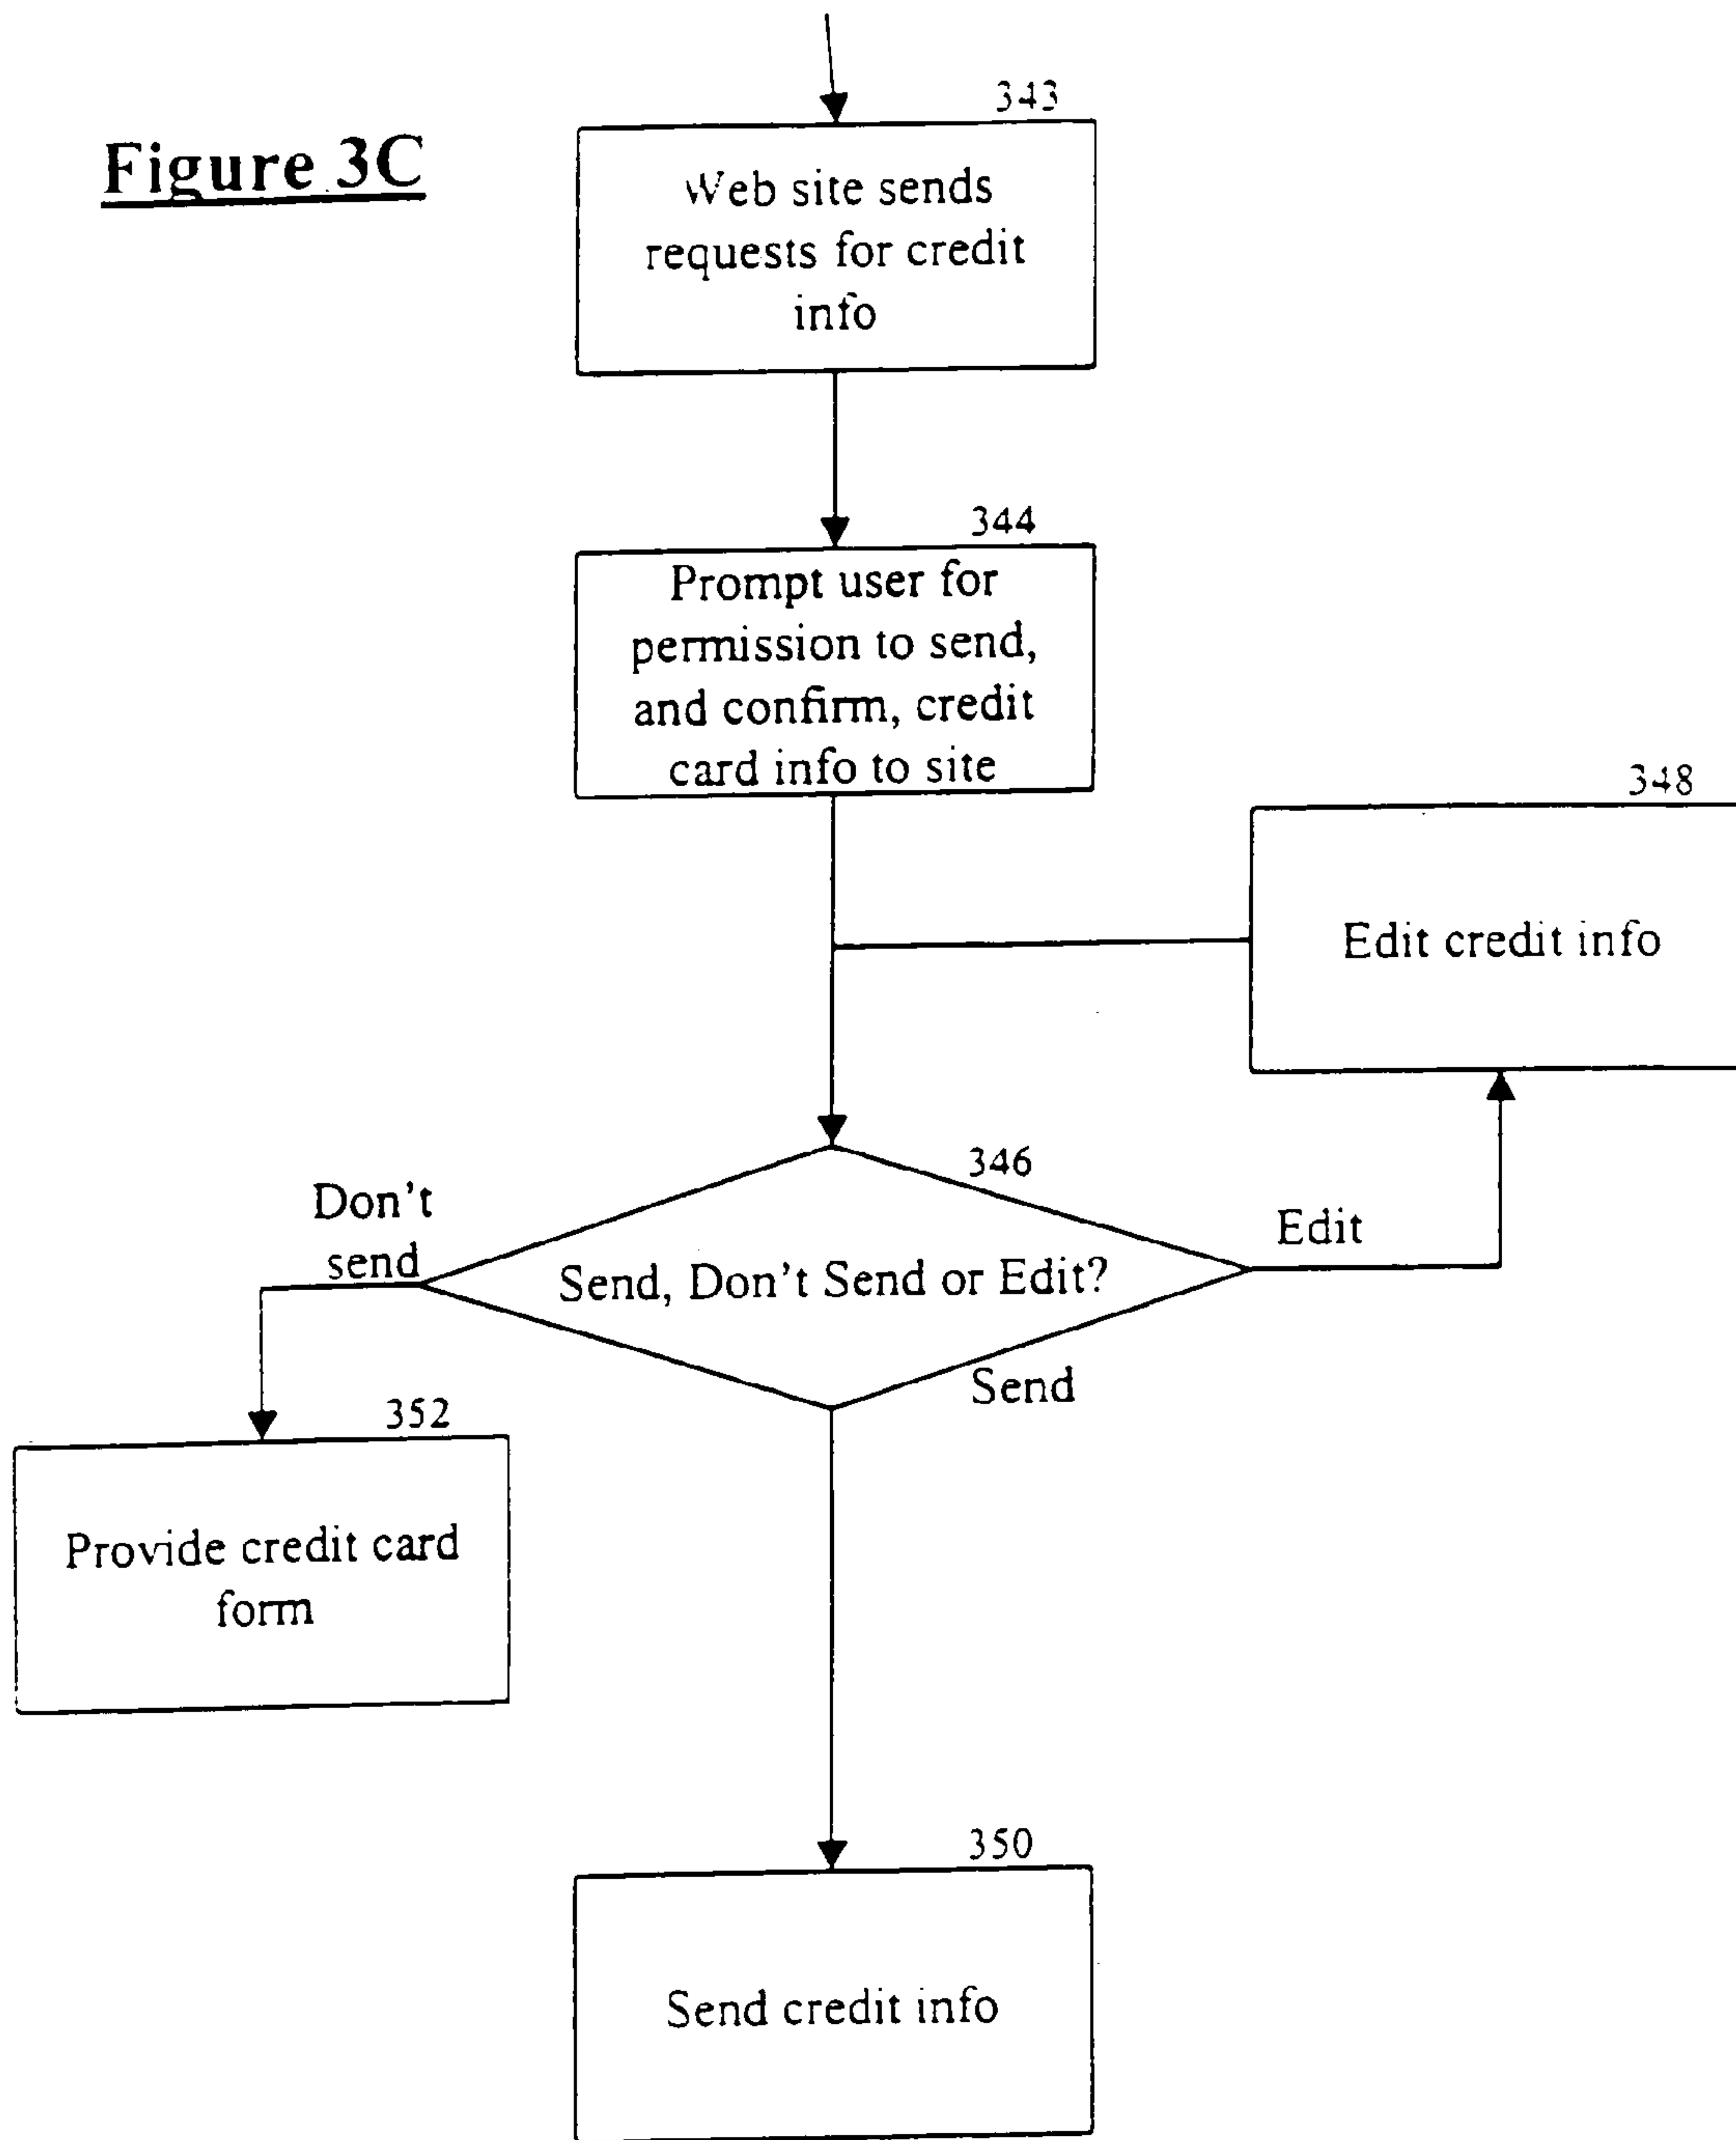 Figure 3C
343
Web site sends
requests for credit
info
344
Prompt user for
permission to send,
and confirm, credit
card info to site
348
Edit credit info
346
Don't
send
Send, Don't Send or Edit?
Edit
Send
352
Provide credit card
form
350
Send credit info